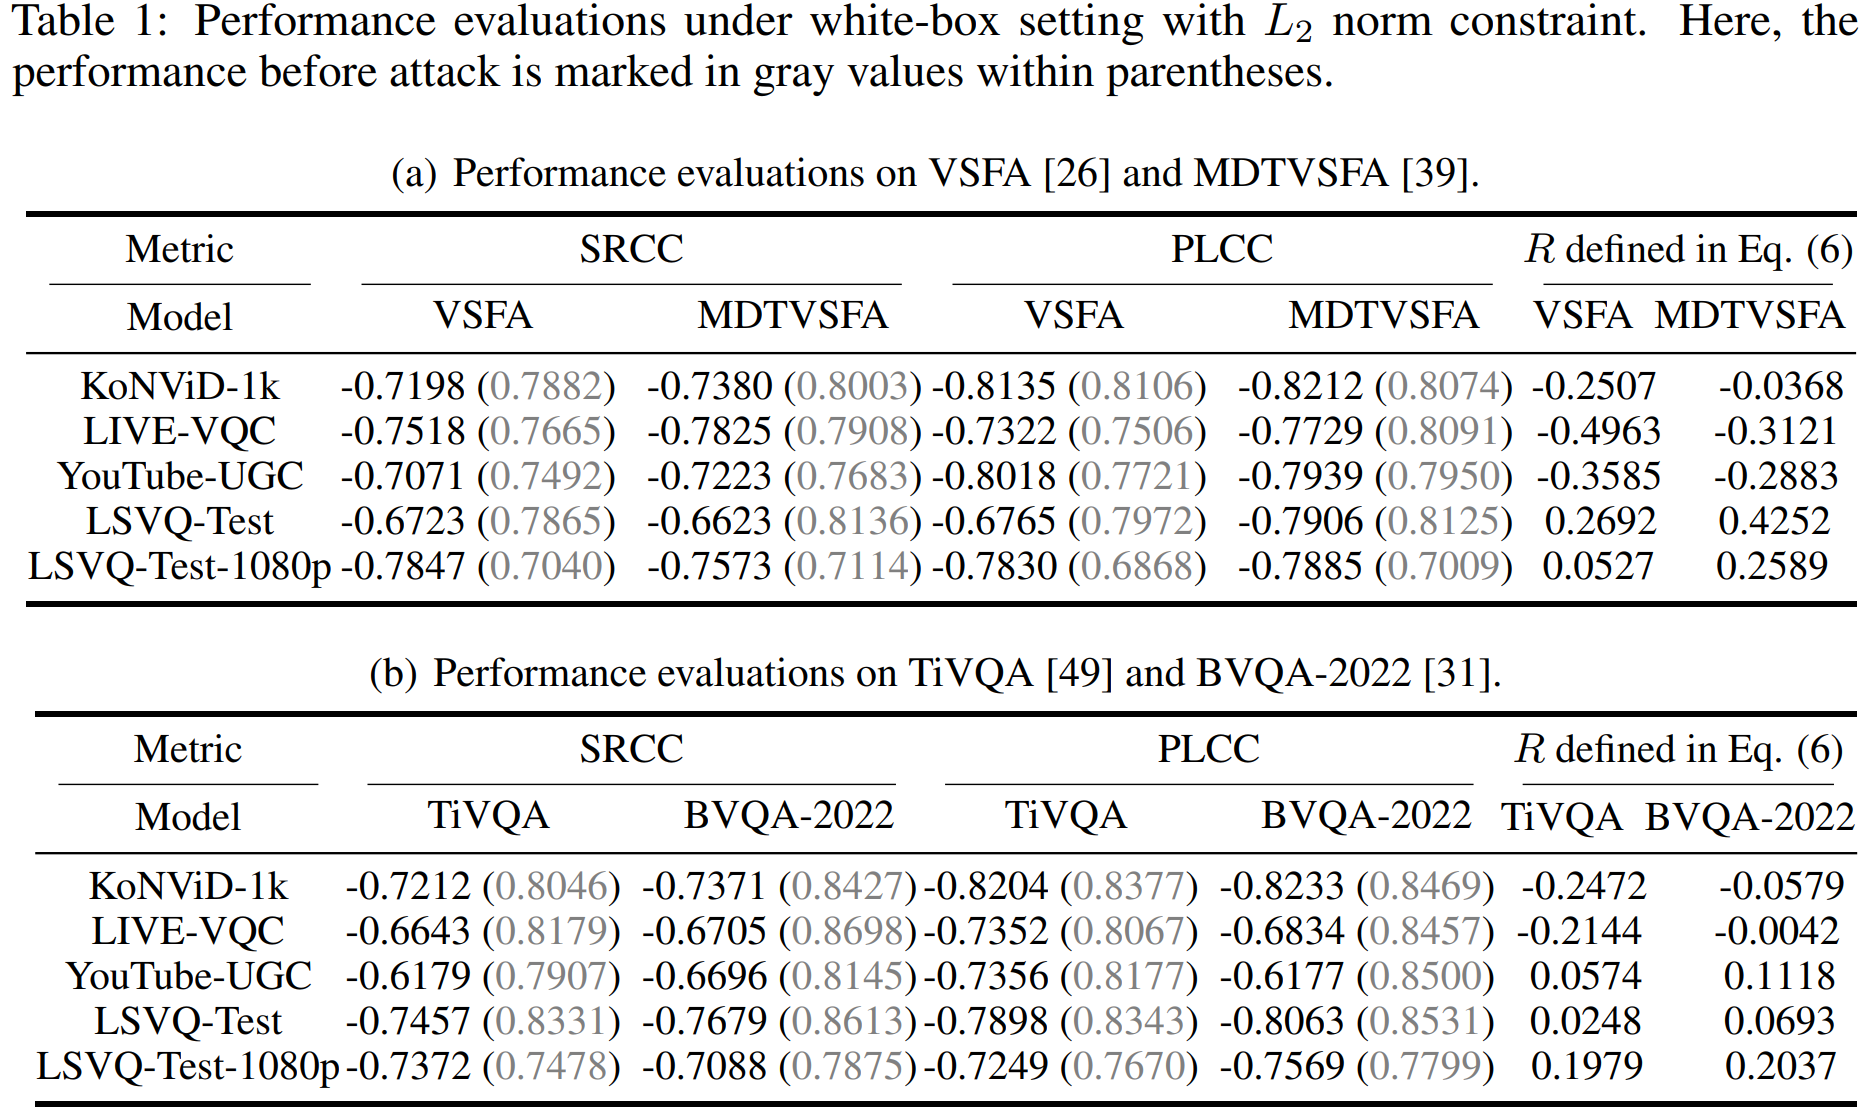 Table 1: Performance evaluations under white-box setting with L2 norm constraint. Here, the
performance before attack is marked in gray values within parentheses.
(a) Performance evaluations on VSFA [26] and MDTVSFA [39].
Metric SRCC PLCC R defined in Eq. (6)
Model VSFA MDTVSFA VSFA MDTVSFA VSFA MDTVSFA
KoNViD-1k -0.7198 (0.7882) -0.7380 (0.8003) -0.8135 (0.8106) -0.8212 (0.8074) -0.2507 -0.0368
LIVE-VQC -0.7518 (0.7665) -0.7825 (0.7908) -0.7322 (0.7506) -0.7729 (0.8091) -0.4963 -0.3121
YouTube-UGC -0.7071 (0.7492) -0.7223 (0.7683) -0.8018 (0.7721) -0.7939 (0.7950) -0.3585 -0.2883
LSVQ-Test -0.6723 (0.7865) -0.6623 (0.8136) -0.6765 (0.7972) -0.7906 (0.8125) 0.2692 0.4252
LSVQ-Test-1080p -0.7847 (0.7040) -0.7573 (0.7114) -0.7830 (0.6868) -0.7885 (0.7009) 0.0527 0.2589
(b) Performance evaluations on TiVQA [49] and BVQA-2022 [31].
Metric SRCC PLCC R defined in Eq. (6)
Model TiVQA BVQA-2022 TiVQA BVQA-2022 TiVQA BVQA-2022
KoNViD-1k -0.7212 (0.8046) -0.7371 (0.8427) -0.8204 (0.8377) -0.8233 (0.8469) -0.2472 -0.0579
LIVE-VQC -0.6643 (0.8179) -0.6705 (0.8698) -0.7352 (0.8067) -0.6834 (0.8457) -0.2144 -0.0042
YouTube-UGC -0.6179 (0.7907) -0.6696 (0.8145) -0.7356 (0.8177) -0.6177 (0.8500) 0.0574 0.1118
LSVQ-Test -0.7457 (0.8331) -0.7679 (0.8613) -0.7898 (0.8343) -0.8063 (0.8531) 0.0248 0.0693
LSVQ-Test-1080p -0.7372 (0.7478) -0.7088 (0.7875) -0.7249 (0.7670) -0.7569 (0.7799) 0.1979 0.2037